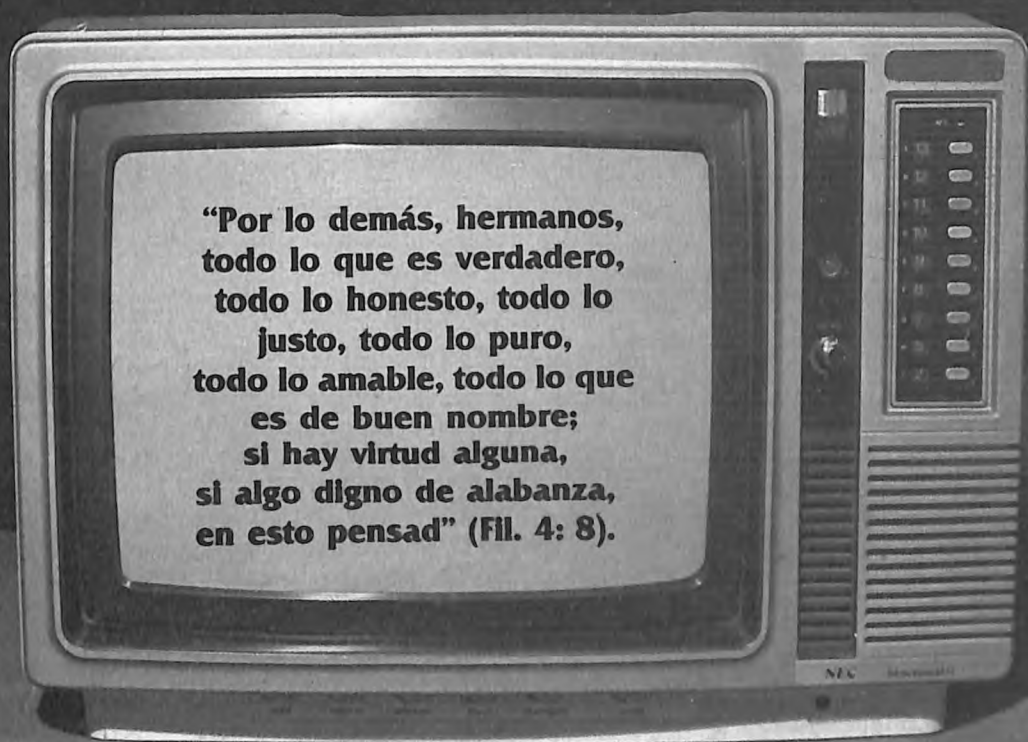 “Por lo demás, hermanos,
todo lo que es verdadero,
todo lo honesto, todo lo
justo, todo lo puro,
todo lo amable, todo lo que
es de buen nombre;
si hay virtud alguna,
si algo digno de alabanza,
en esto pensad” (Fil. 4: 8).
NEC